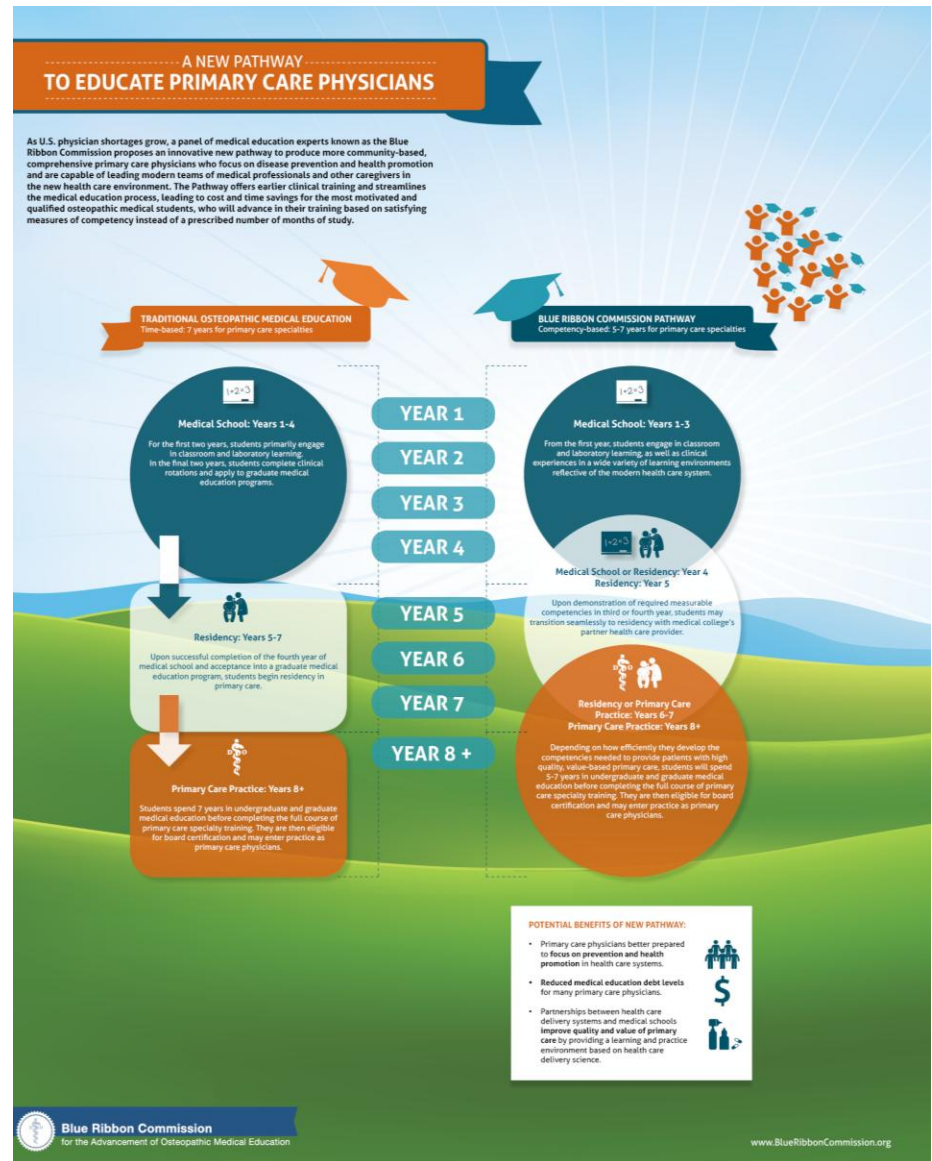 A NEW PATHWAY
TO EDUCATE PRIMARY CARE PHYSICIANS
As U.S. physician shortages grow, a panel of medical education experts known as the Blue
Ribbon Commission proposes an innovative new pathway to produce more community-based,
comprehensive primary care physicians who focus on disease prevention and health promotion
and are capable of leading modern teams of medical professionals and other caregivers in
the new health care environment. The Pathway offers earlier clinical training and streamlines
the medical education process, leading to cost and time savings for the most motivated and
qualified osteopathic medical students, who will advance in their training based on satisfying
measures of competency instead of a prescribed number of months of study.
TRADITIONAL OSTEOPATHIC MEDICAL EDUCATION
Time-based: 7 years for primary care specialties
1+2=3
Medical School: Years 1-4
For the first two years, students primarily engage
in classroom and laboratory learning.
In the final two years, students complete clinical
rotations and apply to graduate medical
education programs.
Residency: Years 5-7
Upon successful completion of the fourth year of
medical school and acceptance into a graduate medical
education program, students begin residency in
primary care.
Primary Care Practice: Years 8+
Students spend 7 years in undergraduate and graduate
medical education before completing the full course of
primary care specialty training. They are then eligible
for board certification and may enter practice as
primary care physicians.
YEAR 1
YEAR 2
YEAR 3
YEAR 4
YEAR 5
YEAR 6
YEAR 7
YEAR 8 +
BLUE RIBBON COMMISSION PATHWAY
Competency-based: 5-7 years for primary care specialties
1+2=3
Medical School: Years 1-3
From the first year, students engage in classroom
and laboratory learning, as well as clinical
experiences in a wide variety of learning environments
reflective of the modern health care system.
1+2=3
Medical School or Residency: Year 4
Residency: Year 5
Upon demonstration of required measurable
competencies in third or fourth year, students may
transition seamlessly to residency with medical college's
partner health care provider.
Residency or Primary Care
Practice: Years 6-7
Primary Care Practice: Years 8+
Depending on how efficiently they develop the
competencies needed to provide patients with high
quality, value-based primary care, students will spend
5-7 years in undergraduate and graduate medical
education before completing the full course of primary
care specialty training. They are then eligible for board
certification and may enter practice as primary
care physicians.
POTENTIAL BENEFITS OF NEW PATHWAY:
• Primary care physicians better prepared
to focus on prevention and health
promotion in health care systems.
• Reduced medical education debt levels
for many primary care physicians.
• Partnerships between health care
delivery systems and medical schools
improve quality and value of primary
care by providing a learning and practice
environment based on health care
delivery science.
$
Blue Ribbon Commission
for the Advancement of Osteopathic Medical Education
www.BlueRibbonCommission.org